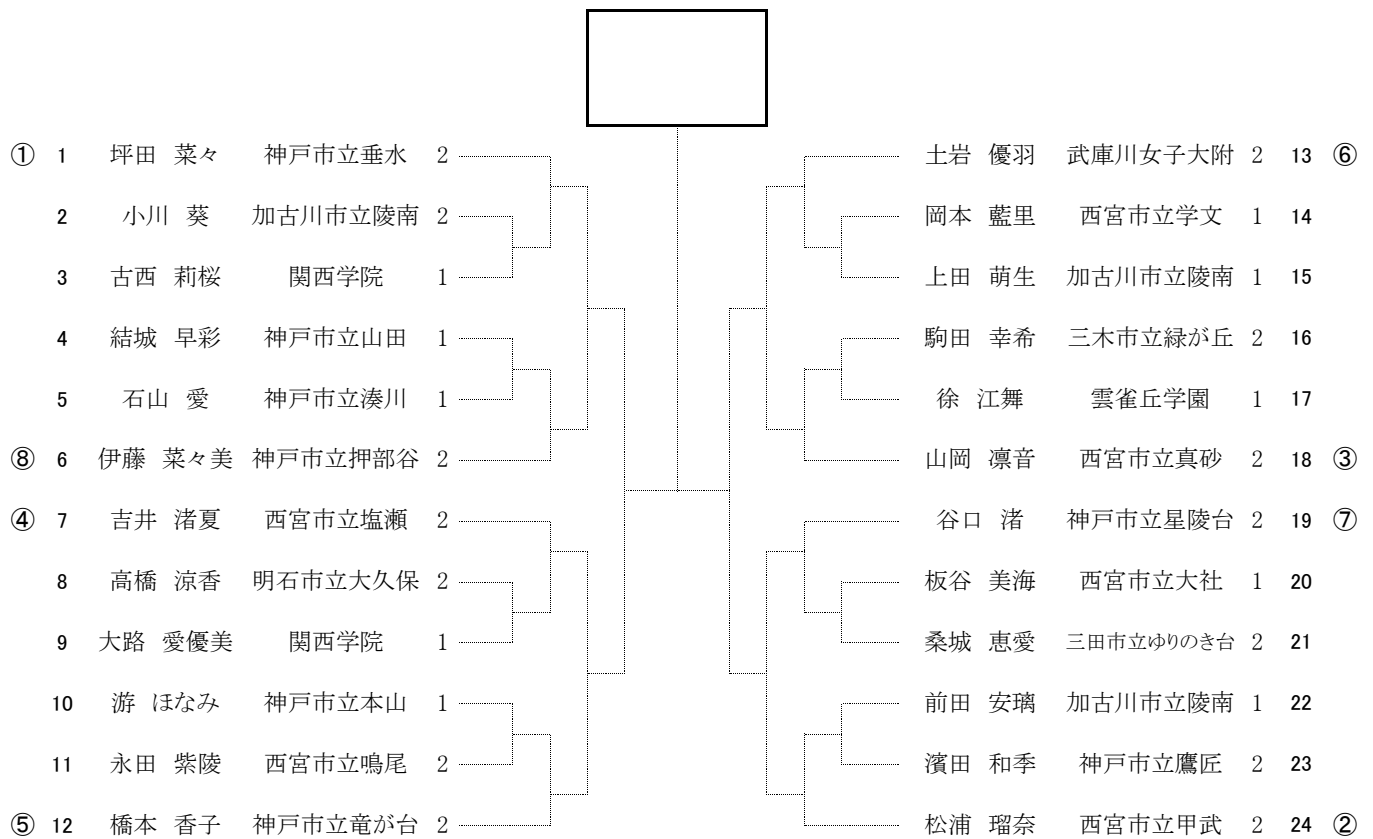 ① 1 坪田 菜々 神戸市立垂水 2
2 小川 葵 加古川市立陵南 2
3 古西 莉桜 関西学院 1
4 結城 早彩 神戸市立山田 1
5 石山 愛 神戸市立湊川 1
⑧ 6 伊藤 菜々美 神戸市立押部谷 2
④ 7 吉井 渚夏 西宮市立塩瀬 2
8 高橋 涼香 明石市立大久保 2
9 大路 愛優美 関西学院 1
10 游 ほなみ 神戸市立本山 1
11 永田 紫陵 西宮市立鳴尾 2
⑤ 12 橋本 香子 神戸市立竜が台 2
土岩 優羽 武庫川女子大附 2 13 ⑥
岡本 藍里 西宮市立学文 1 14
上田 萌生 加古川市立陵南 1 15
駒田 幸希 三木市立緑が丘 2 16
徐 江舞 雲雀丘学園 1 17
山岡 凛音 西宮市立真砂 2 18 ③
谷口 渚 神戸市立星陵台 2 19 ⑦
板谷 美海 西宮市立大社 1 20
桑城 恵愛 三田市立ゆりのき台 2 21
前田 安璃 加古川市立陵南 1 22
濱田 和季 神戸市立鷹匠 2 23
松浦 瑠奈 西宮市立甲武 2 24 ②